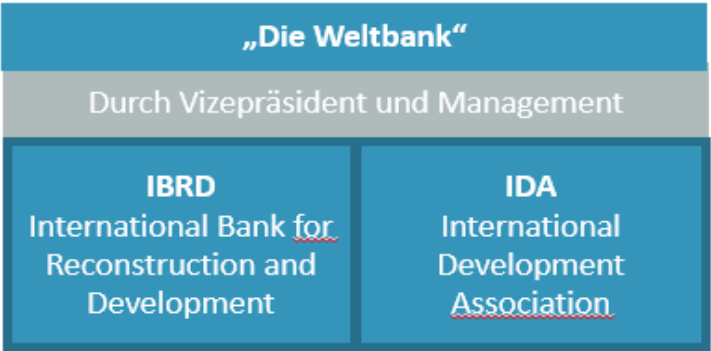 „Die Weltbank“
Durch Vizepräsident und Management
IBRD
International Bank for
Reconstruction and
Development
IDA
International
Development
Association